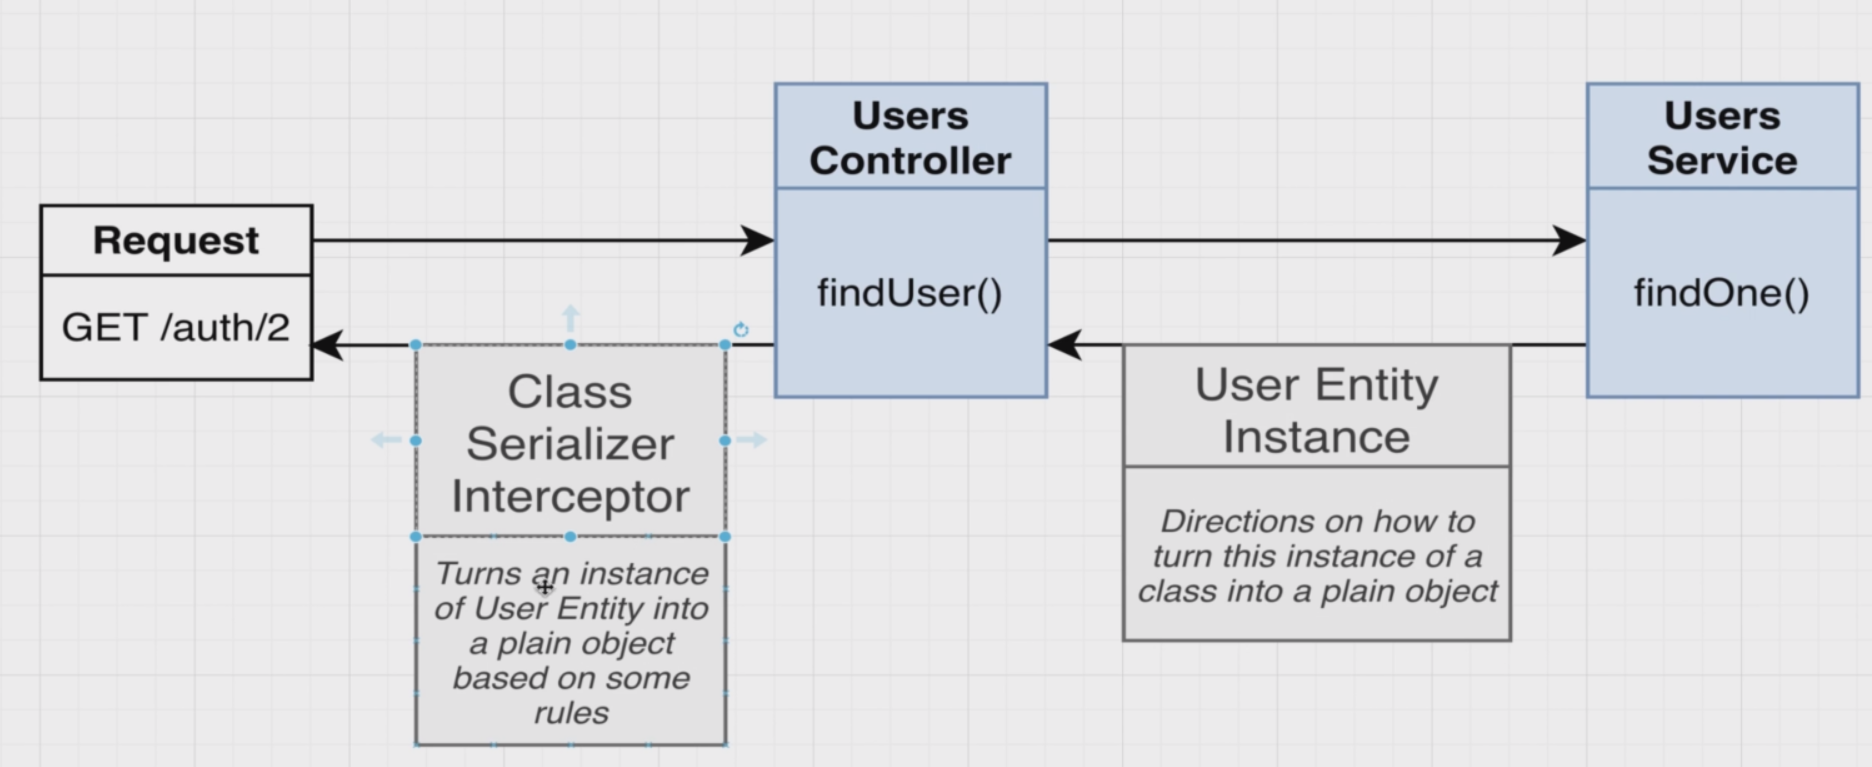 Request
GET /auth/2
Class
Serializer
Interceptor
Turns an instance
of User Entity into
a plain object
based on some
rules
Users
Controller
findUser()
User Entity
Instance
Directions on how to
turn this instance of a
class into a plain object
Users
Service
findOne()